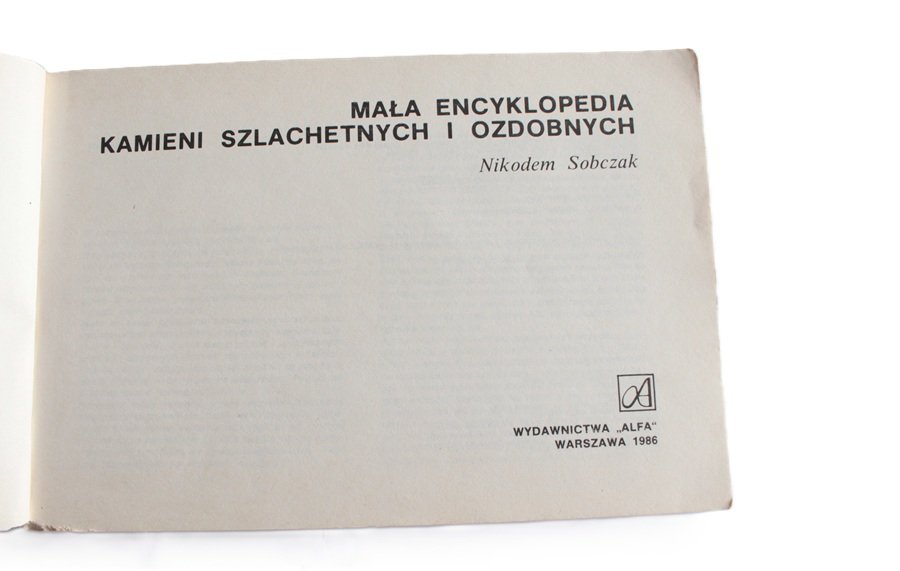 MAŁA ENCYKLOPEDIA
KAMIENI SZLACHETNYCH I OZDOBNYCH
Nikodem Sobczak
WYDAWNICTWA „ALFA"
WARSZAWA 1986